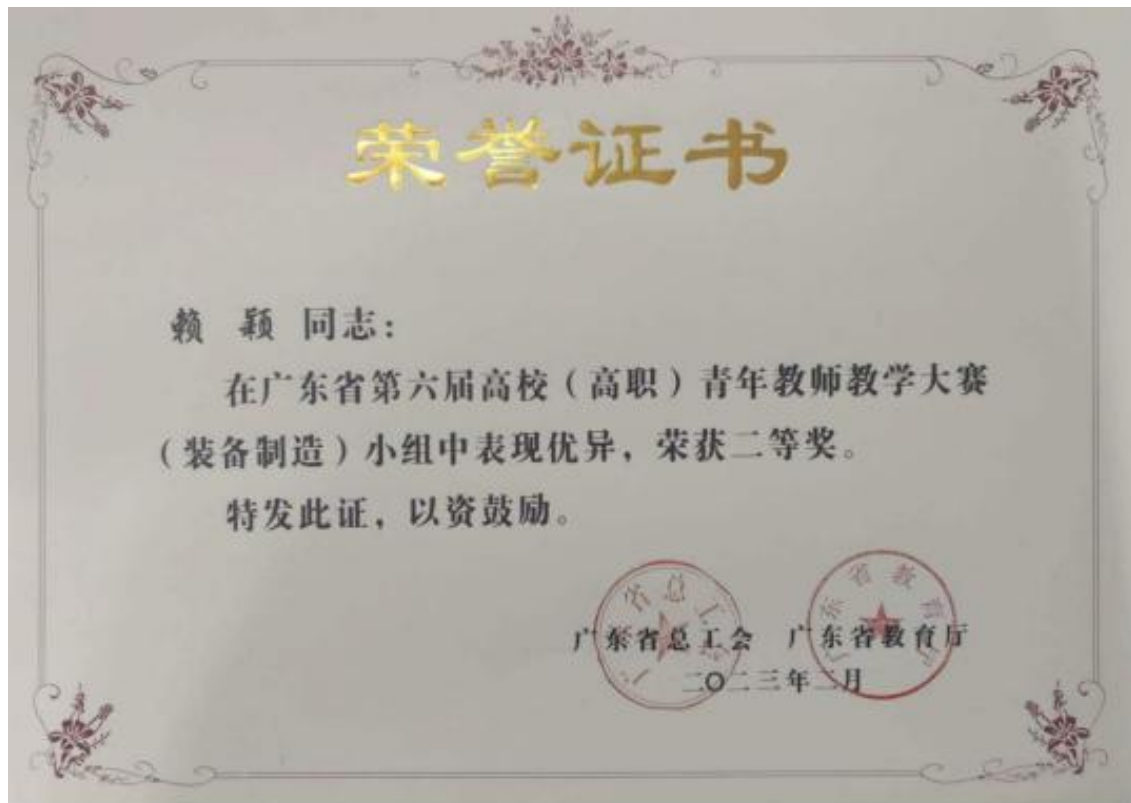 荣誉证书
赖 颖 同志：
在广东省第六届高校（高职）青年教师教学大赛
（装备制造）小组中表现优异，荣获二等奖。
特发此证，以资鼓励。
广东省总工会 广东省教育厅
二〇二三年二月